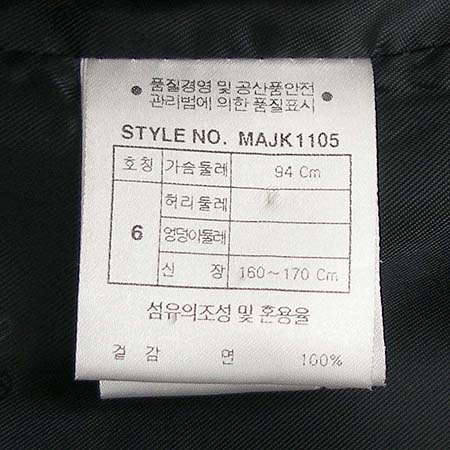 • 품질경영 및 공산품안전 •
관리법에 의한 품질표시
STYLE NO. MAJK1105
호칭 가슴둘레 94 Cm
허리둘레
6 엉덩이둘레
신 장 160~170 Cm
섬유의조성 및 혼용율
겉 감 면 100%